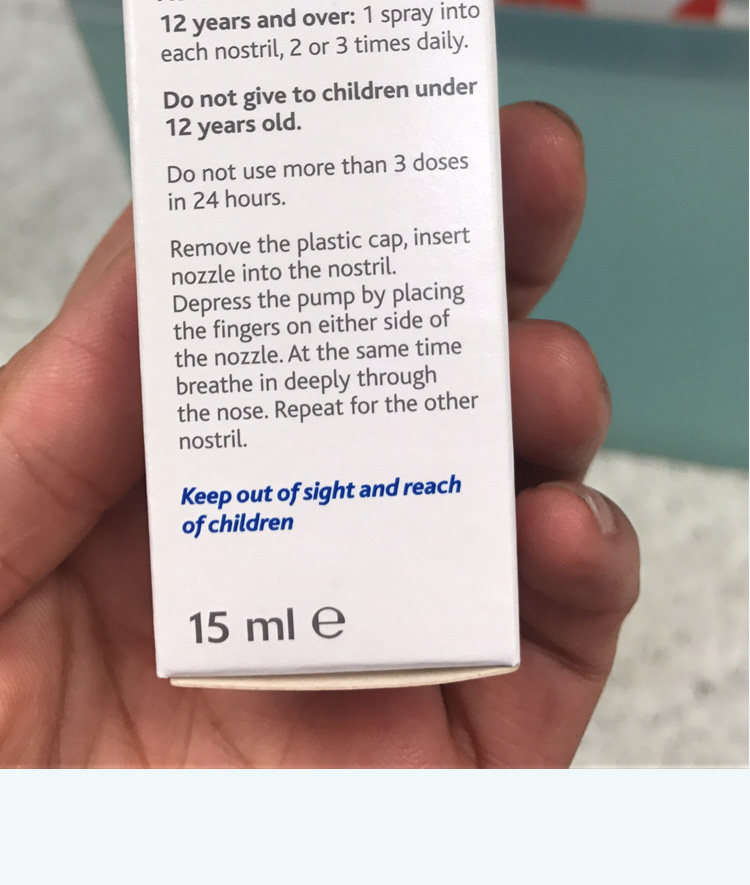 12 years and over: 1 spray into
each nostril, 2 or 3 times daily.
Do not give to children under
12 years old.
Do not use more than 3 doses
in 24 hours.
Remove the plastic cap, insert
nozzle into the nostril.
Depress the pump by placing
the fingers on either side of
the nozzle. At the same time
breathe in deeply through
the nose. Repeat for the other
nostril.
Keep out of sight and reach
of children
15 ml ℮